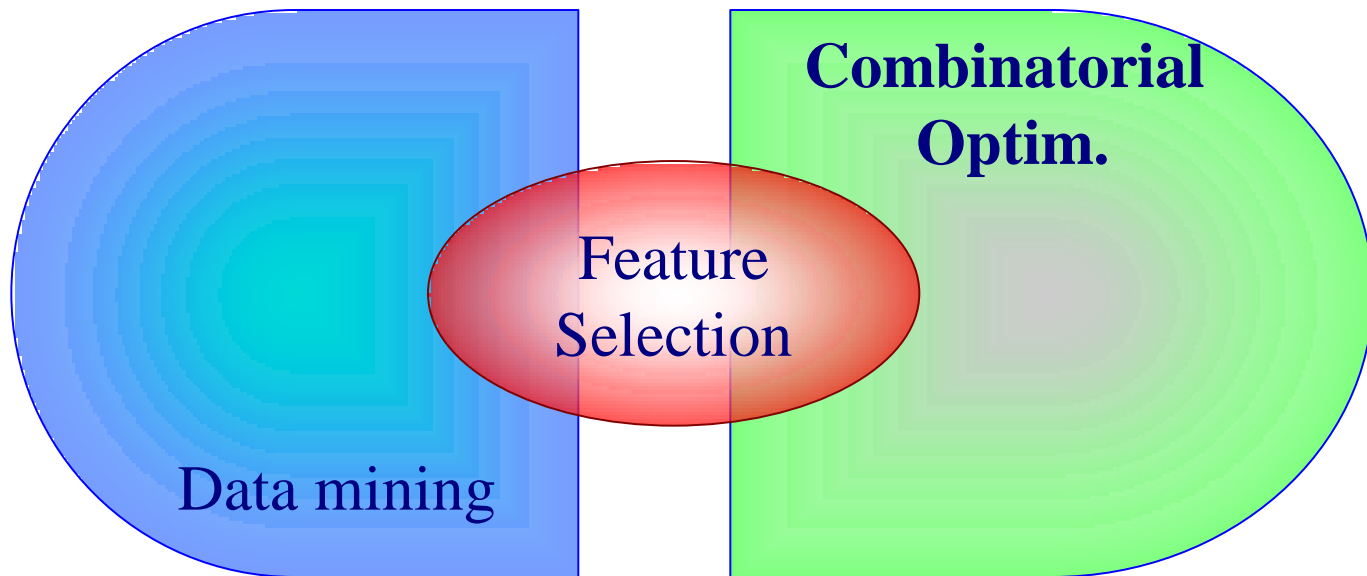 Combinatorial
Optim.
Feature
Selection
Data mining